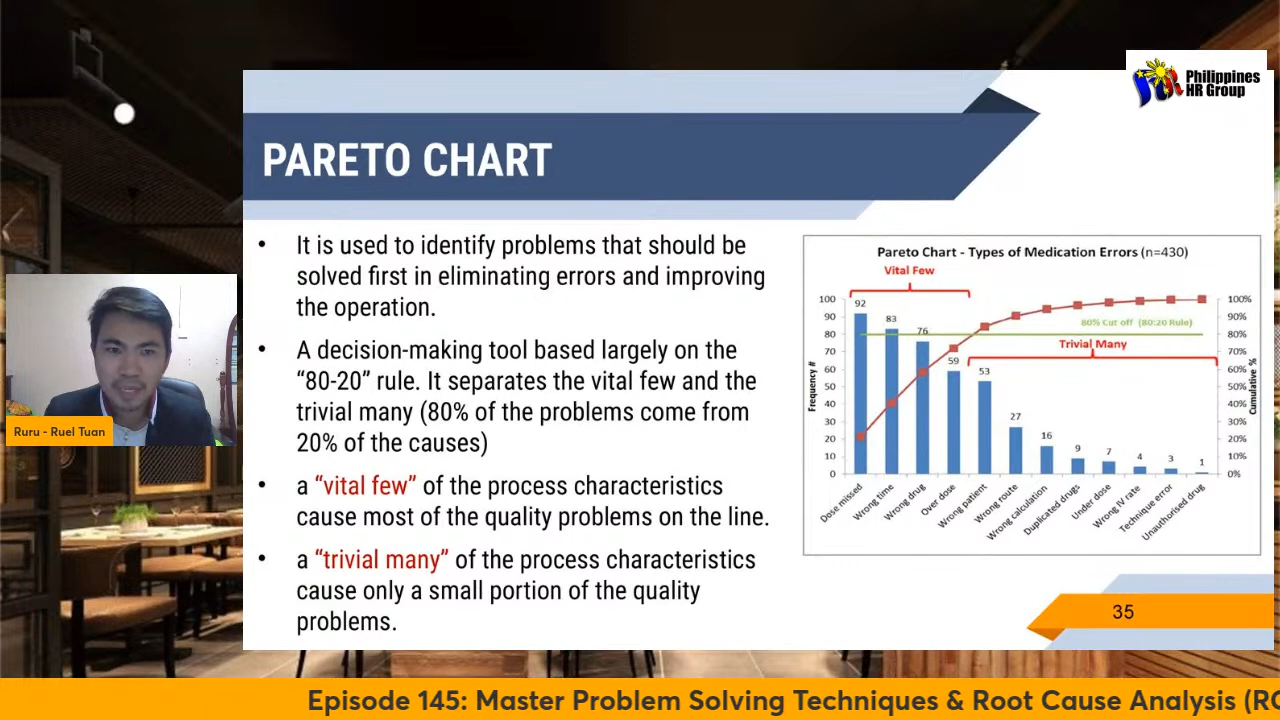 Philippines
HR Group
PARETO CHART
• It is used to identify problems that should be
solved first in eliminating errors and improving
the operation.
• A decision-making tool based largely on the
“80-20” rule. It separates the vital few and the
trivial many (80% of the problems come from
20% of the causes)
• a “vital few” of the process characteristics
cause most of the quality problems on the line.
• a “trivial many” of the process characteristics
cause only a small portion of the quality
problems.
Pareto Chart - Types of Medication Errors (n=430)
Vital Few
80% Cut off (80:20 Rule)
Trivial Many
Frequency #
100
90
80
70
60
50
40
30
20
10
0
92
83
76
59
53
27
16
9
7
4
3
1
100%
90%
80%
70%
60%
50%
40%
30%
20%
10%
0%
Cumulative %
Dose missed
Wrong time
Wrong drug
Over dose
Wrong patient
Wrong route
Wrong calculation
Duplicated drugs
Under dose
Wrong IV rate
Technique error
Unauthorised drug
35
Ruru - Ruel Tuan
Episode 145: Master Problem Solving Techniques & Root Cause Analysis (RC